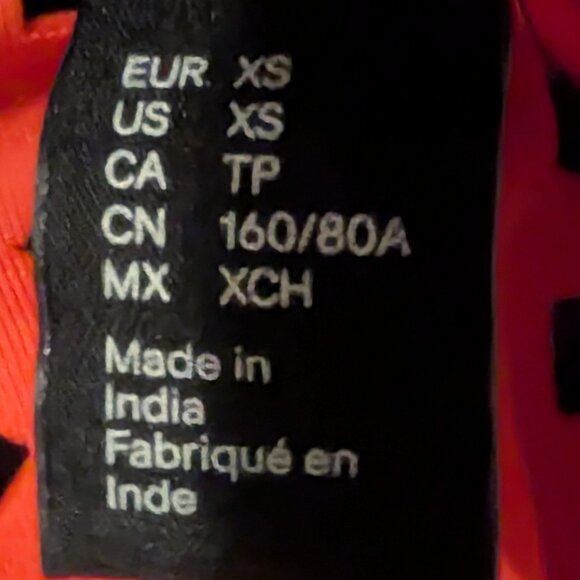 EUR XS
US XS
CA TP
CN 160/80A
MX XCH
Made in
India
Fabriqué en
Inde